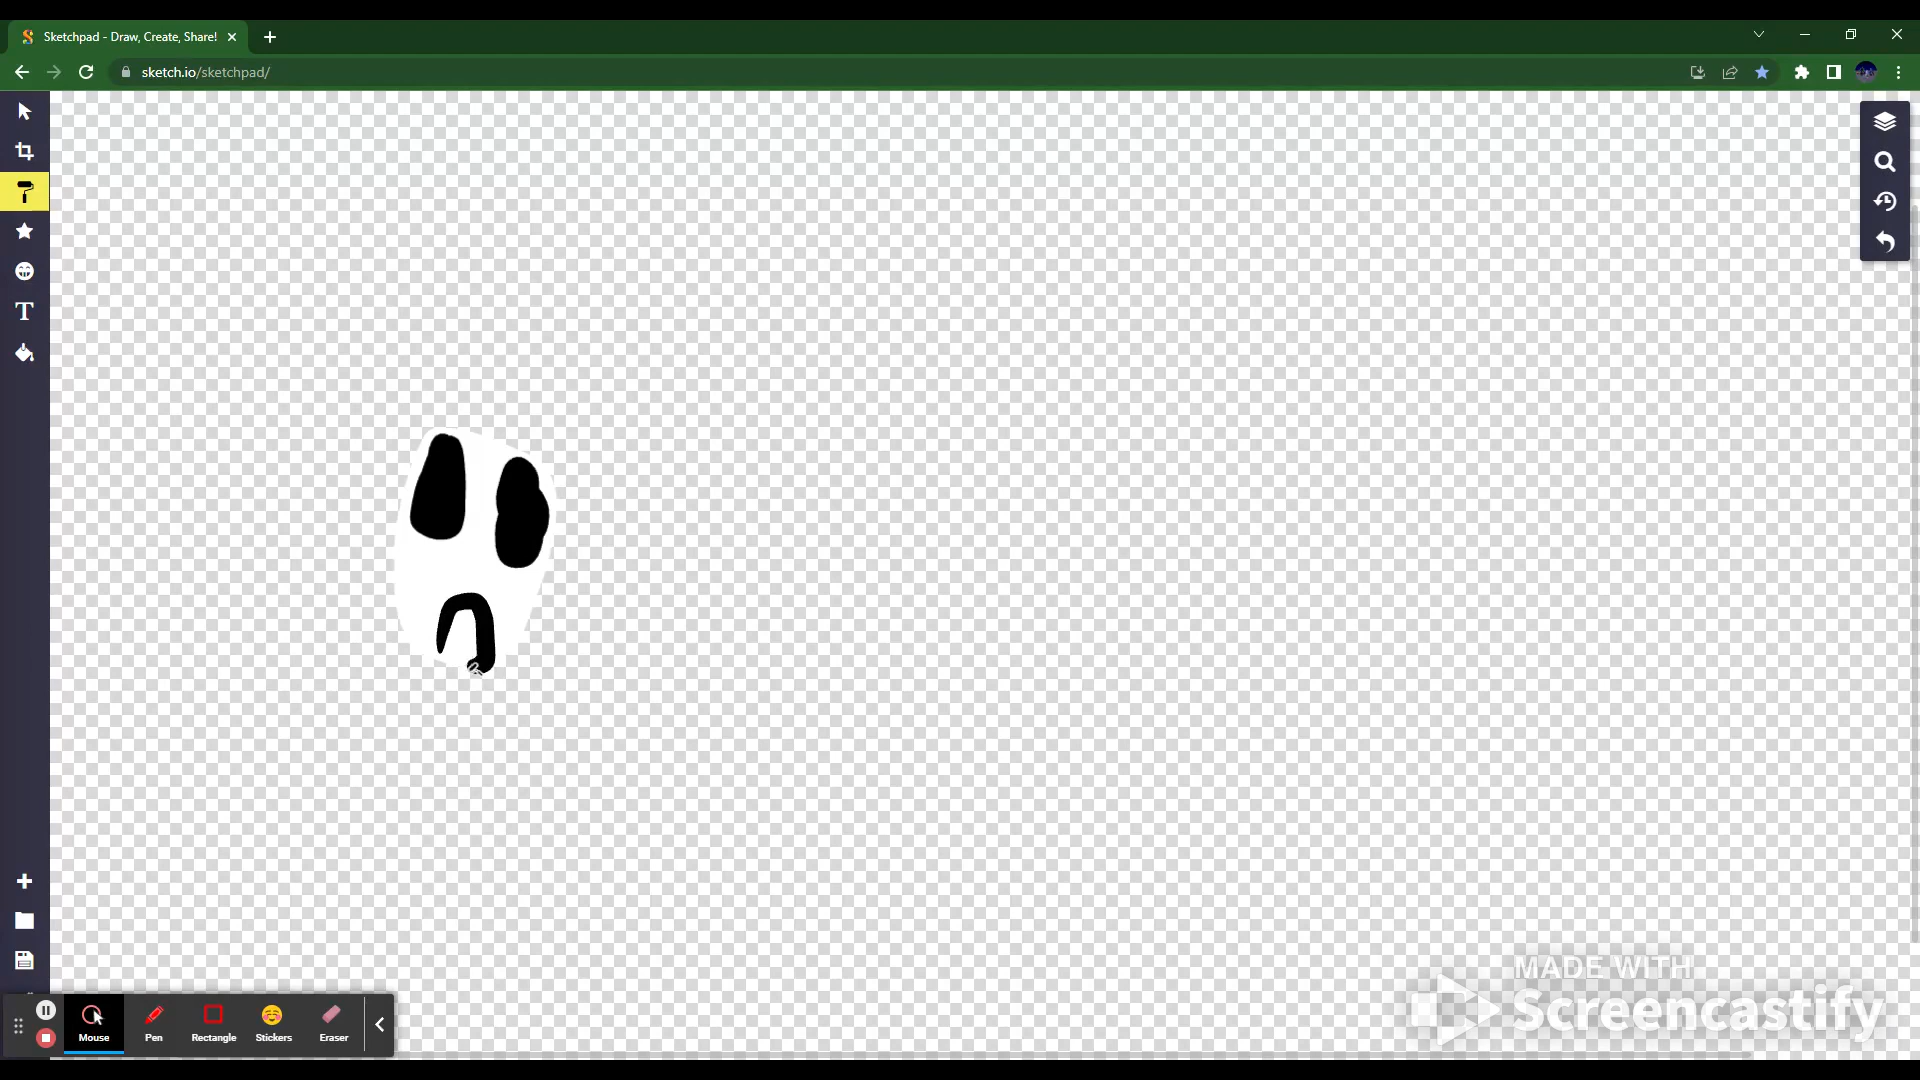 Sketchpad - Draw, Create, Share!
sketch.io/sketchpad/
T
Mouse
Pen
Rectangle
Stickers
Eraser
MADE WITH
Screencastify